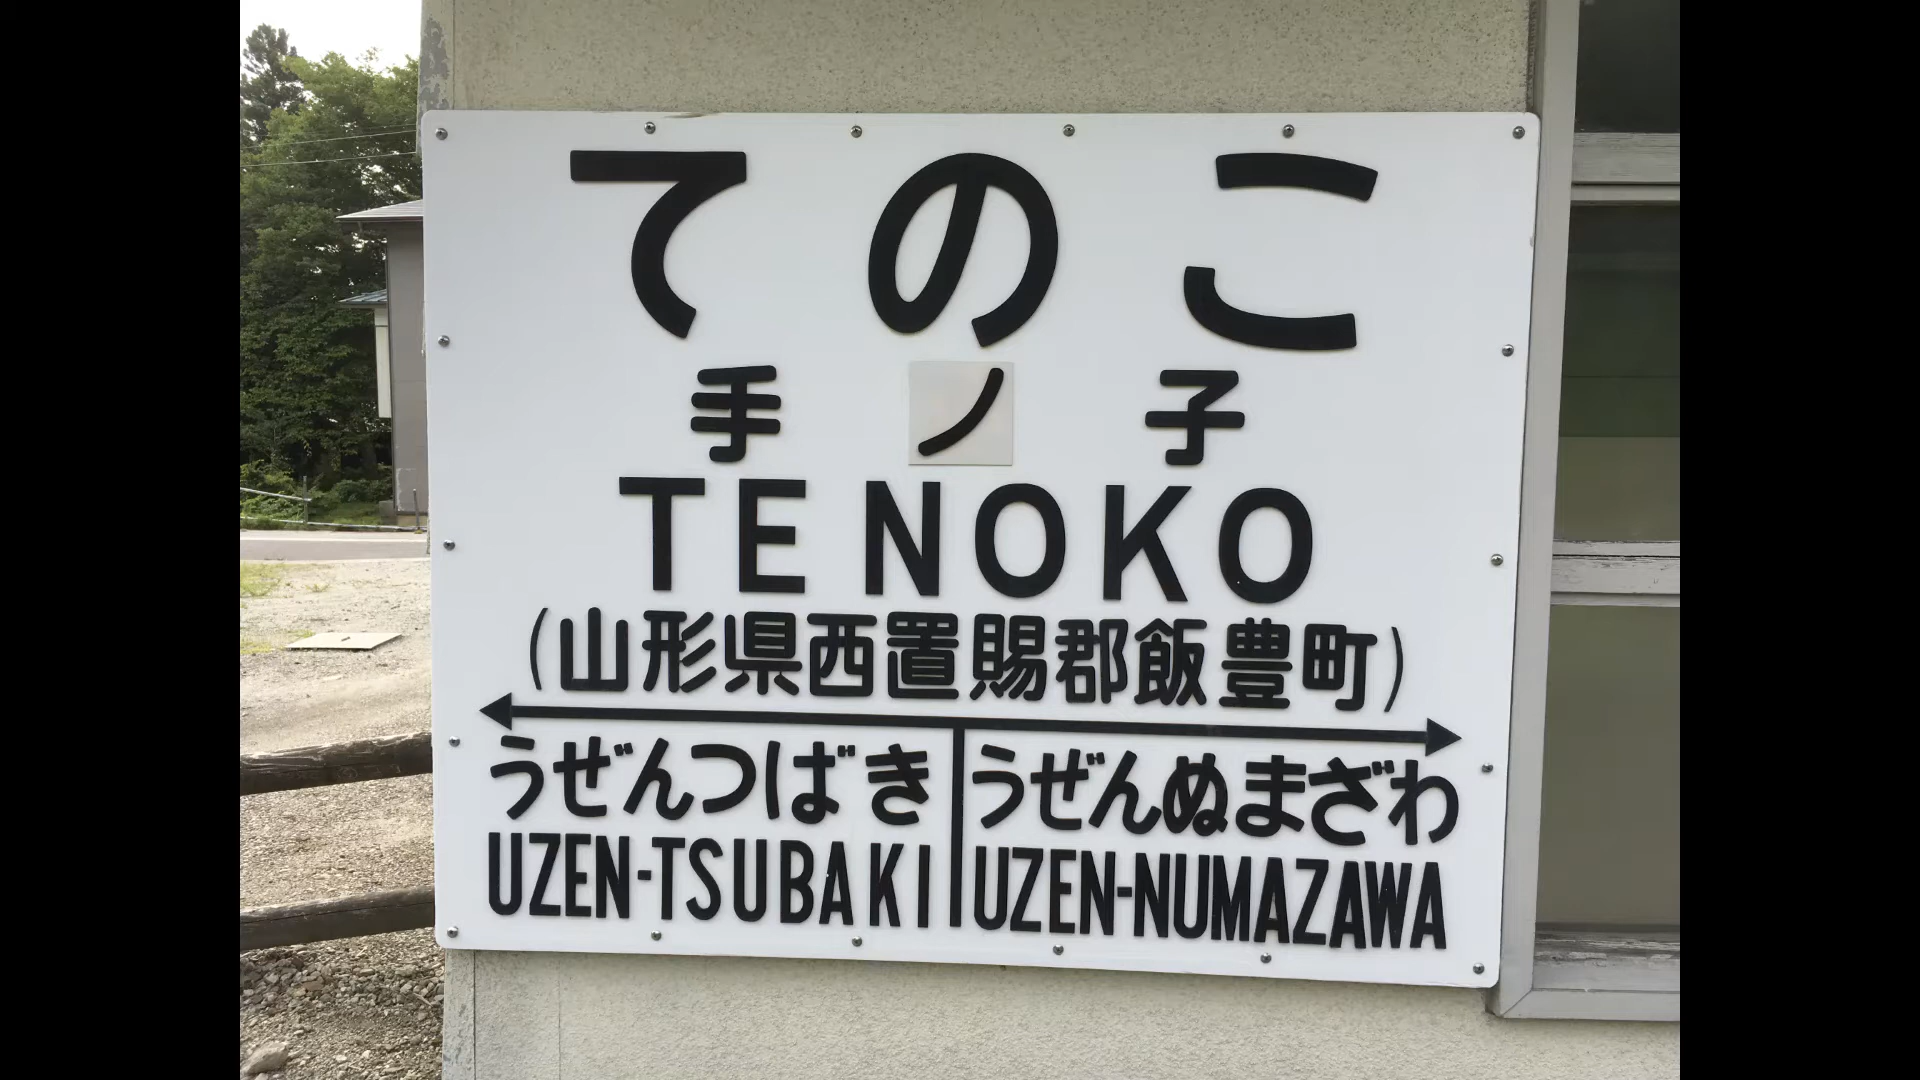 てのこ
手ノ子
TENOKO
(山形県西置賜郡飯豊町)
うぜんつばき うぜんぬまざわ
UZEN-TSUBAKI UZEN-NUMAZAWA